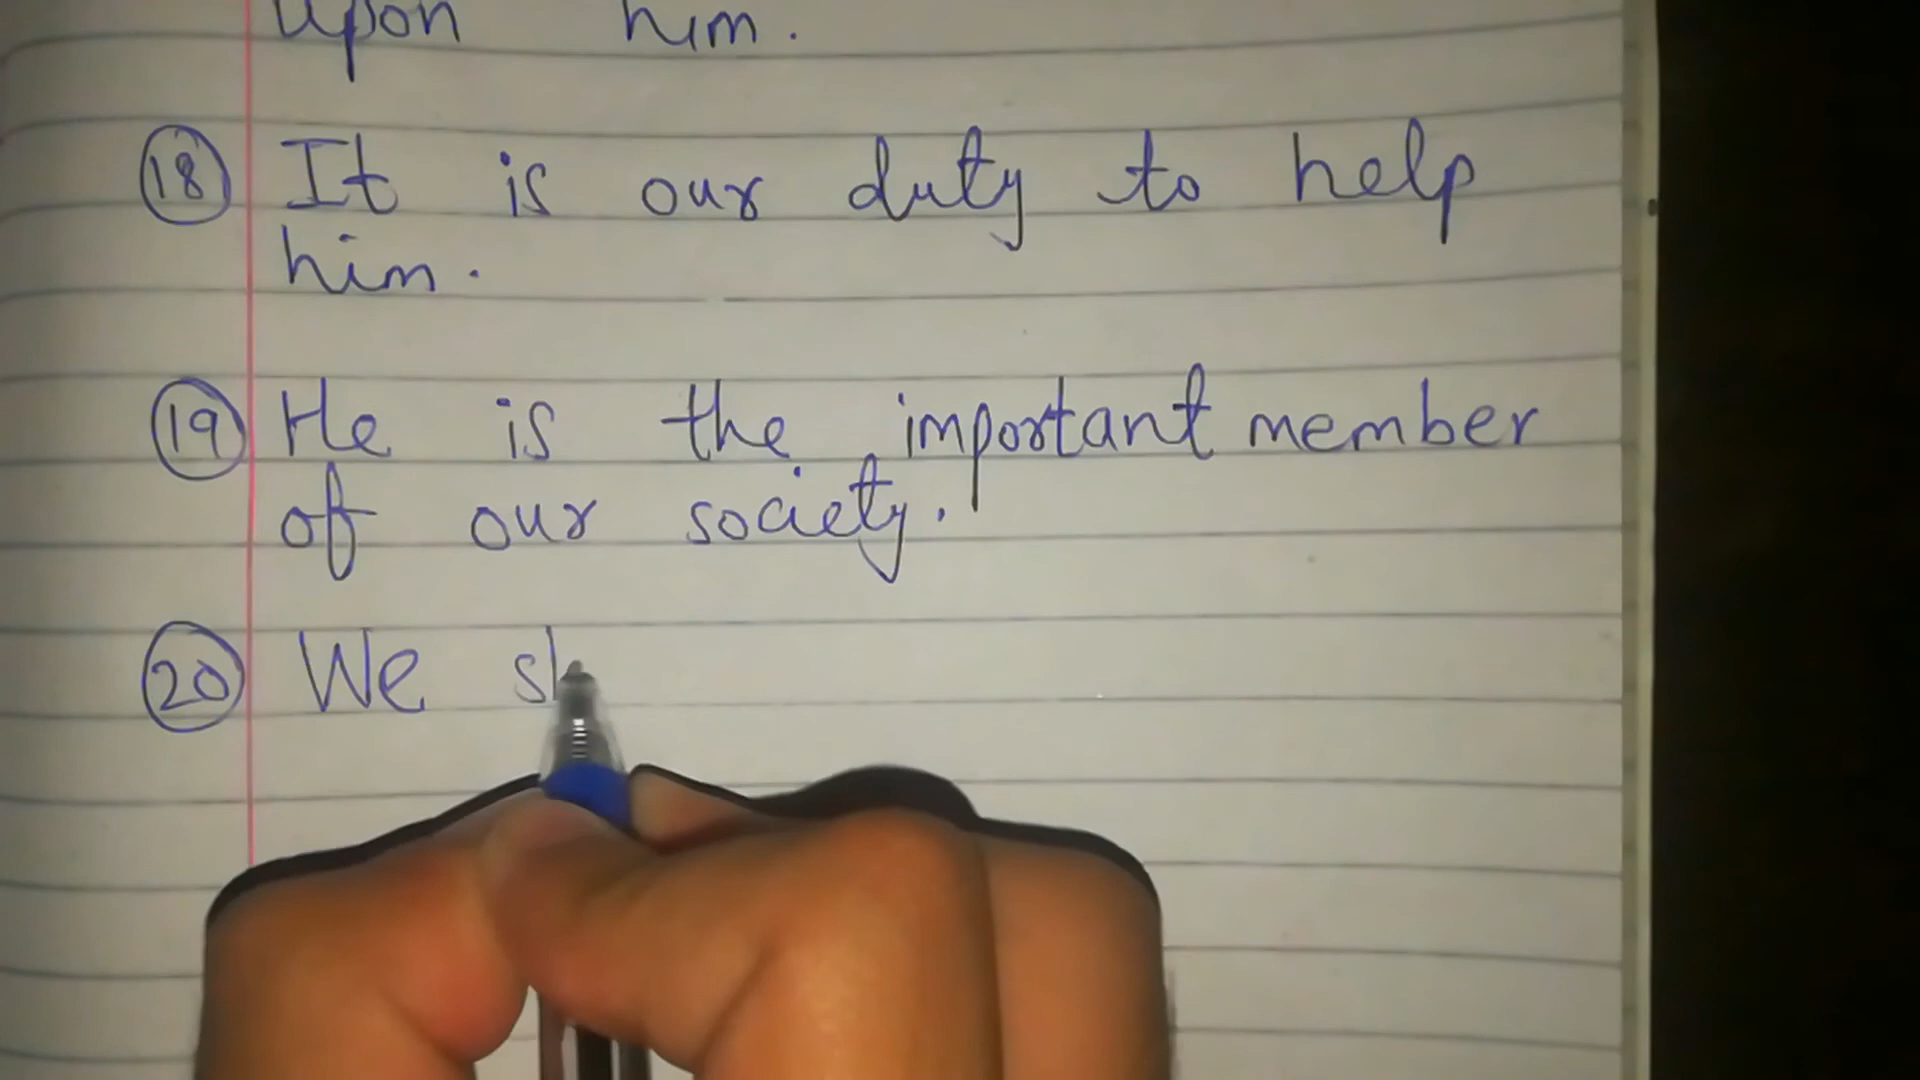 upon him.
18 It is our duty to help
him.
19 He is the important member
of our society.
20 We